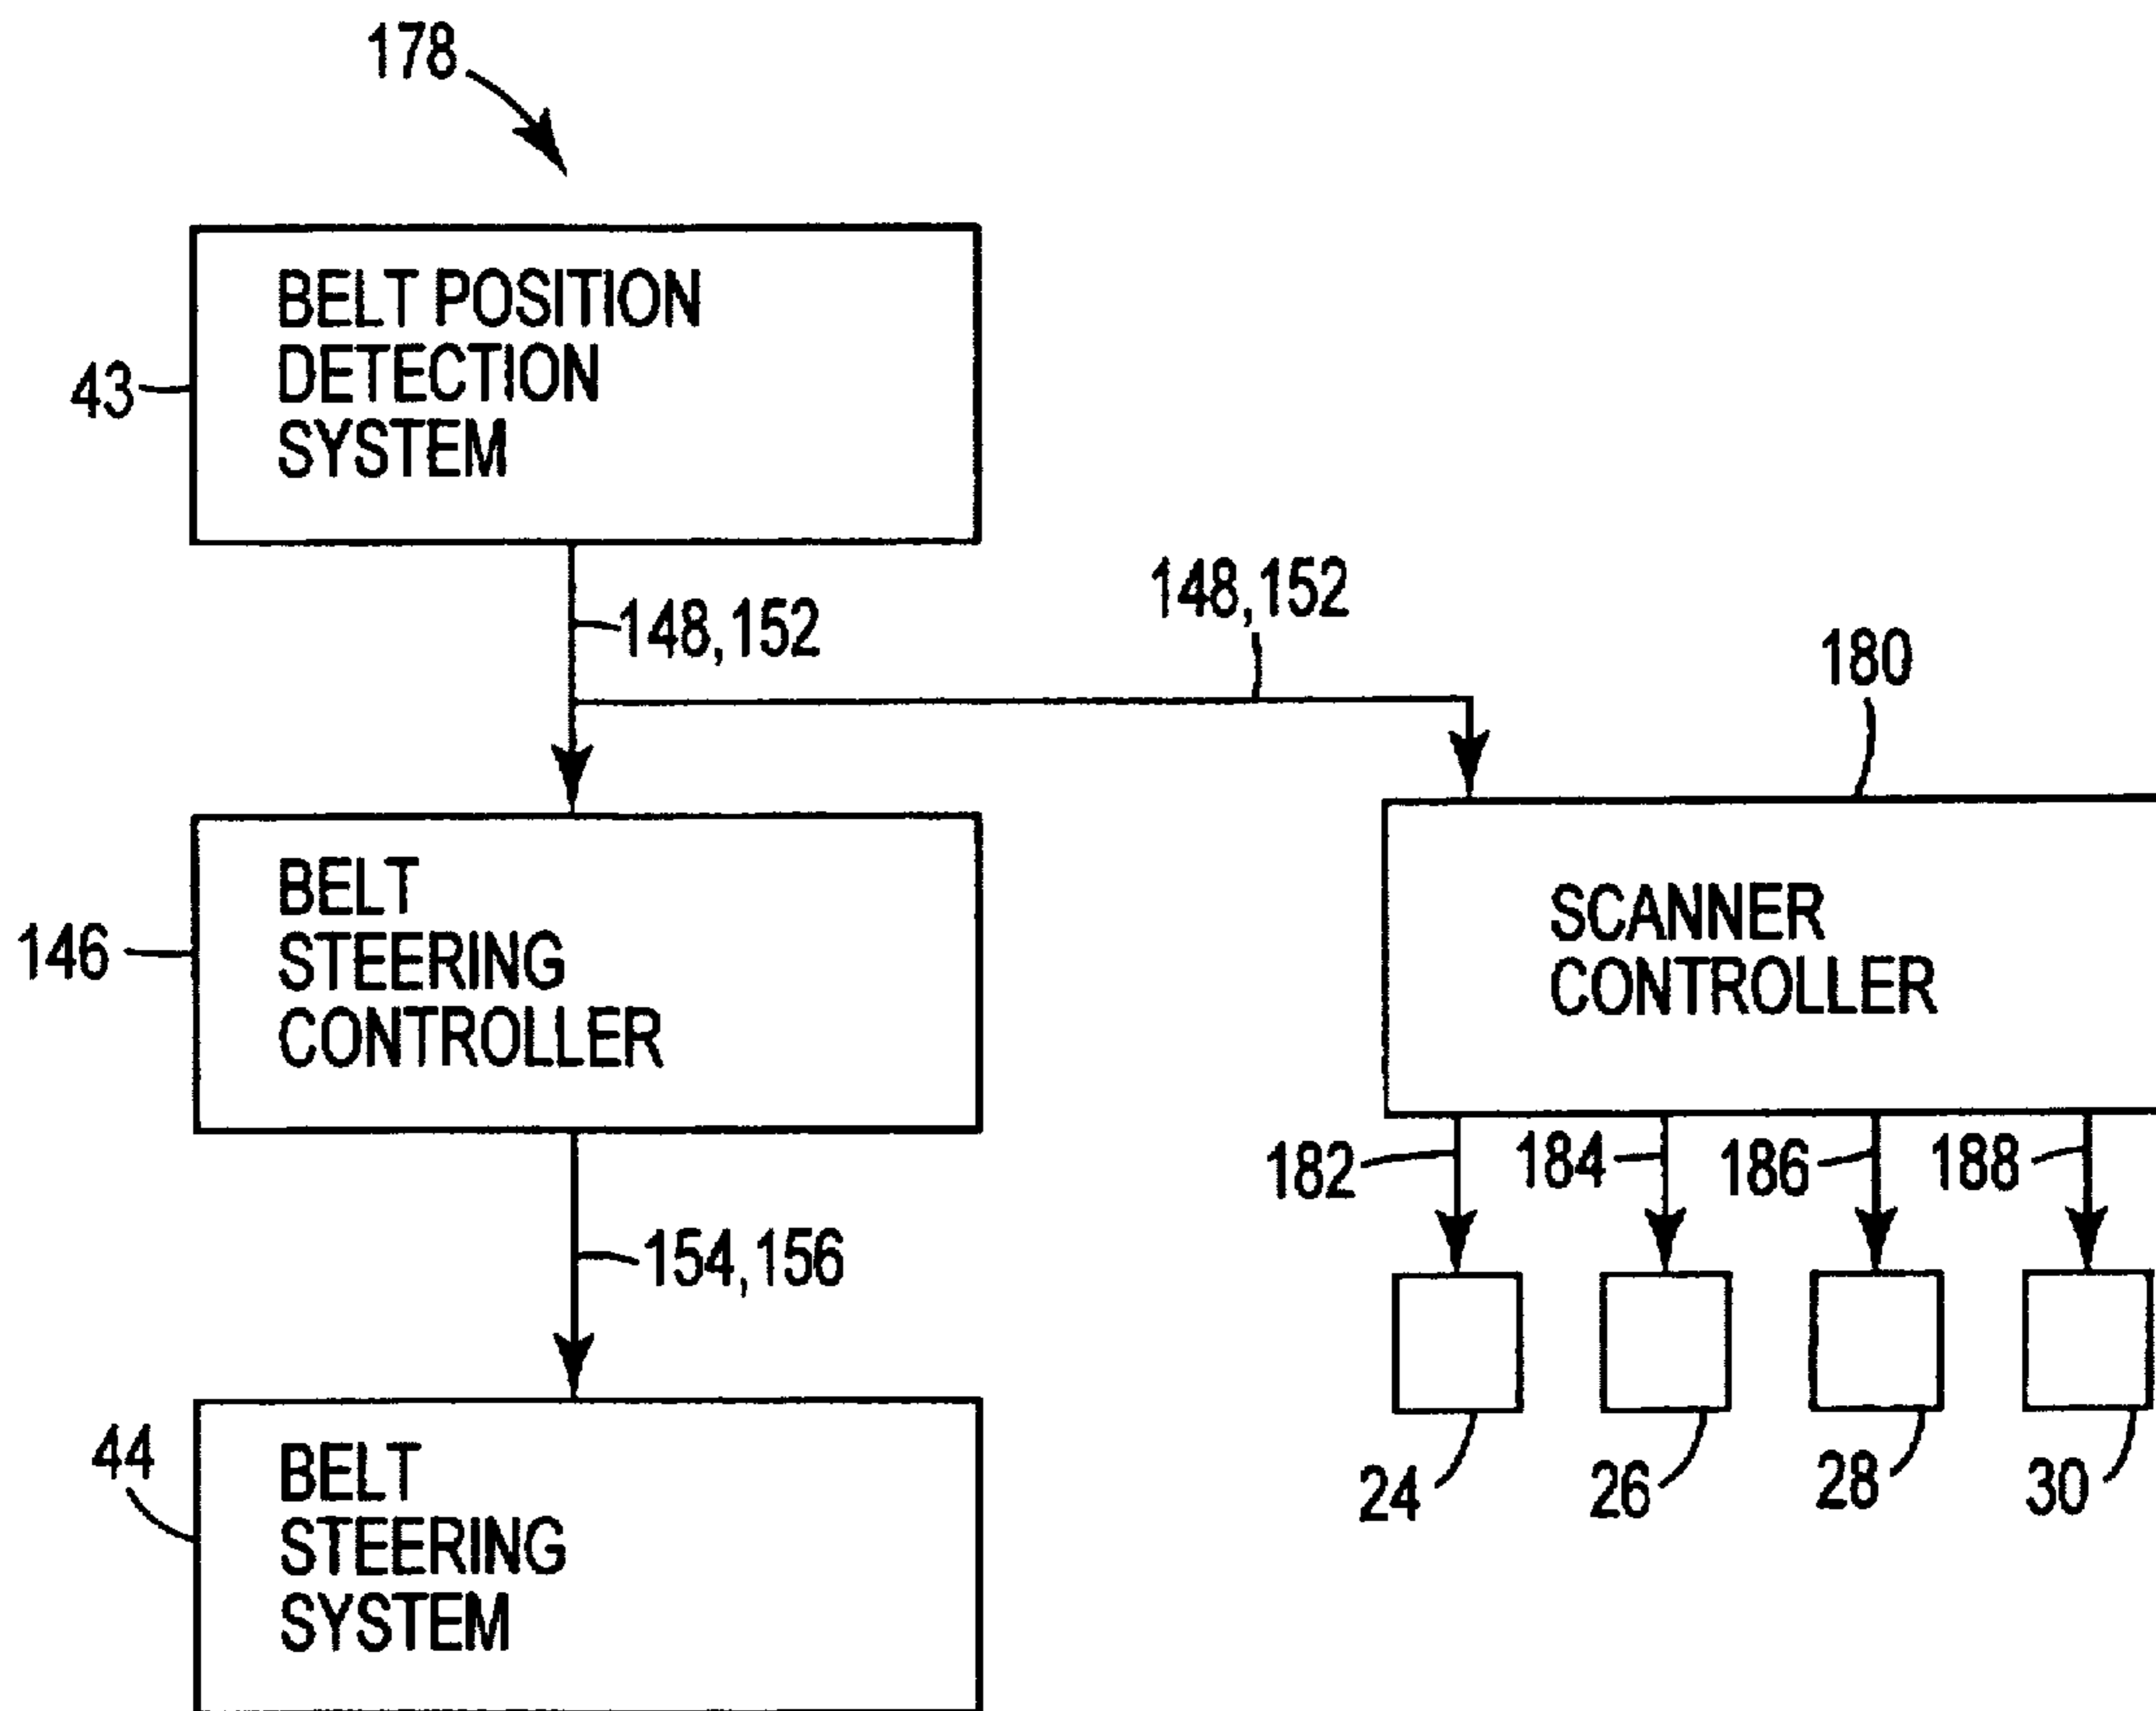 178
BELT POSITION
DETECTION
SYSTEM
43
148,152
148,152
180
BELT
STEERING
CONTROLLER
146
SCANNER
CONTROLLER
182
184
186
188
154,156
24
26
28
30
BELT
STEERING
SYSTEM
44